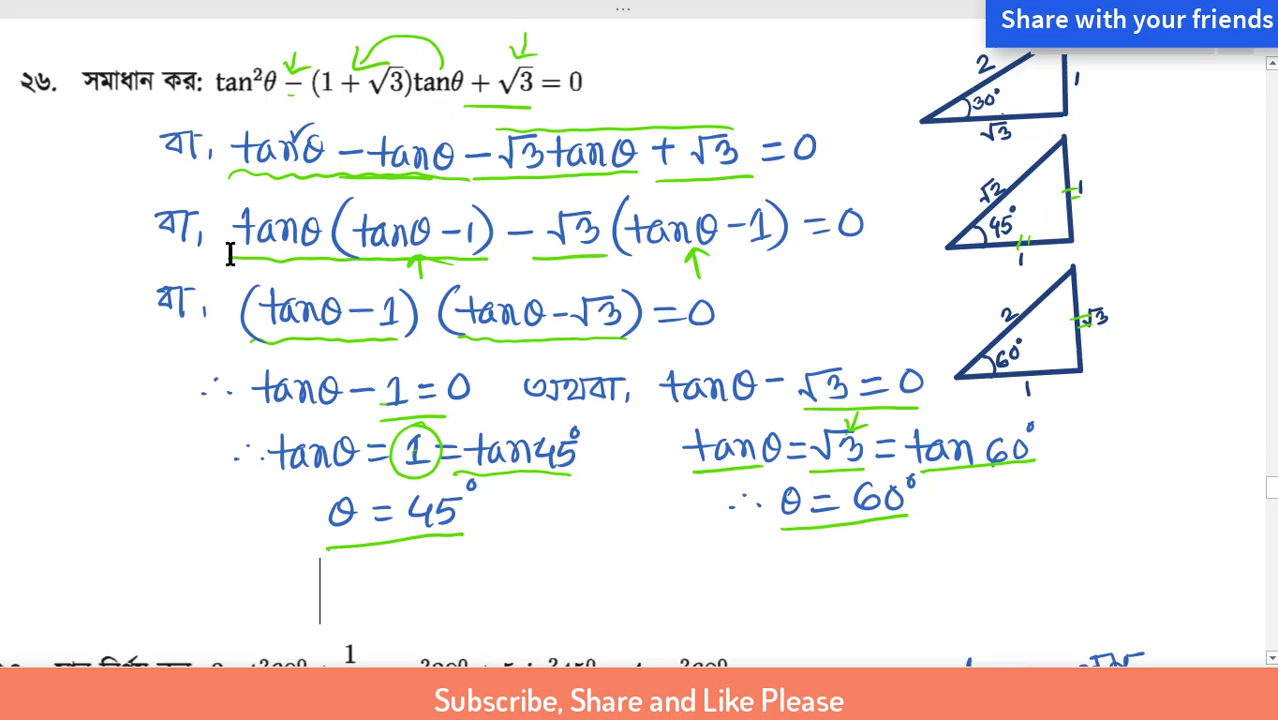 Share with your friends
২৬. সমাধান কর: tan²θ − (1 + √3)tanθ + √3 = 0
বা, tan²θ − tanθ − √3tanθ + √3 = 0
বা, tanθ(tanθ − 1) − √3(tanθ − 1) = 0
বা, (tanθ − 1) (tanθ − √3) = 0
∴ tanθ − 1 = 0 অথবা, tanθ − √3 = 0
∴ tanθ = 1 = tan45° tanθ = √3 = tan 60°
θ = 45° ∴ θ = 60°
2
1
30°
√3
√2
1
45°
1
2
√3
60°
1
Subscribe, Share and Like Please